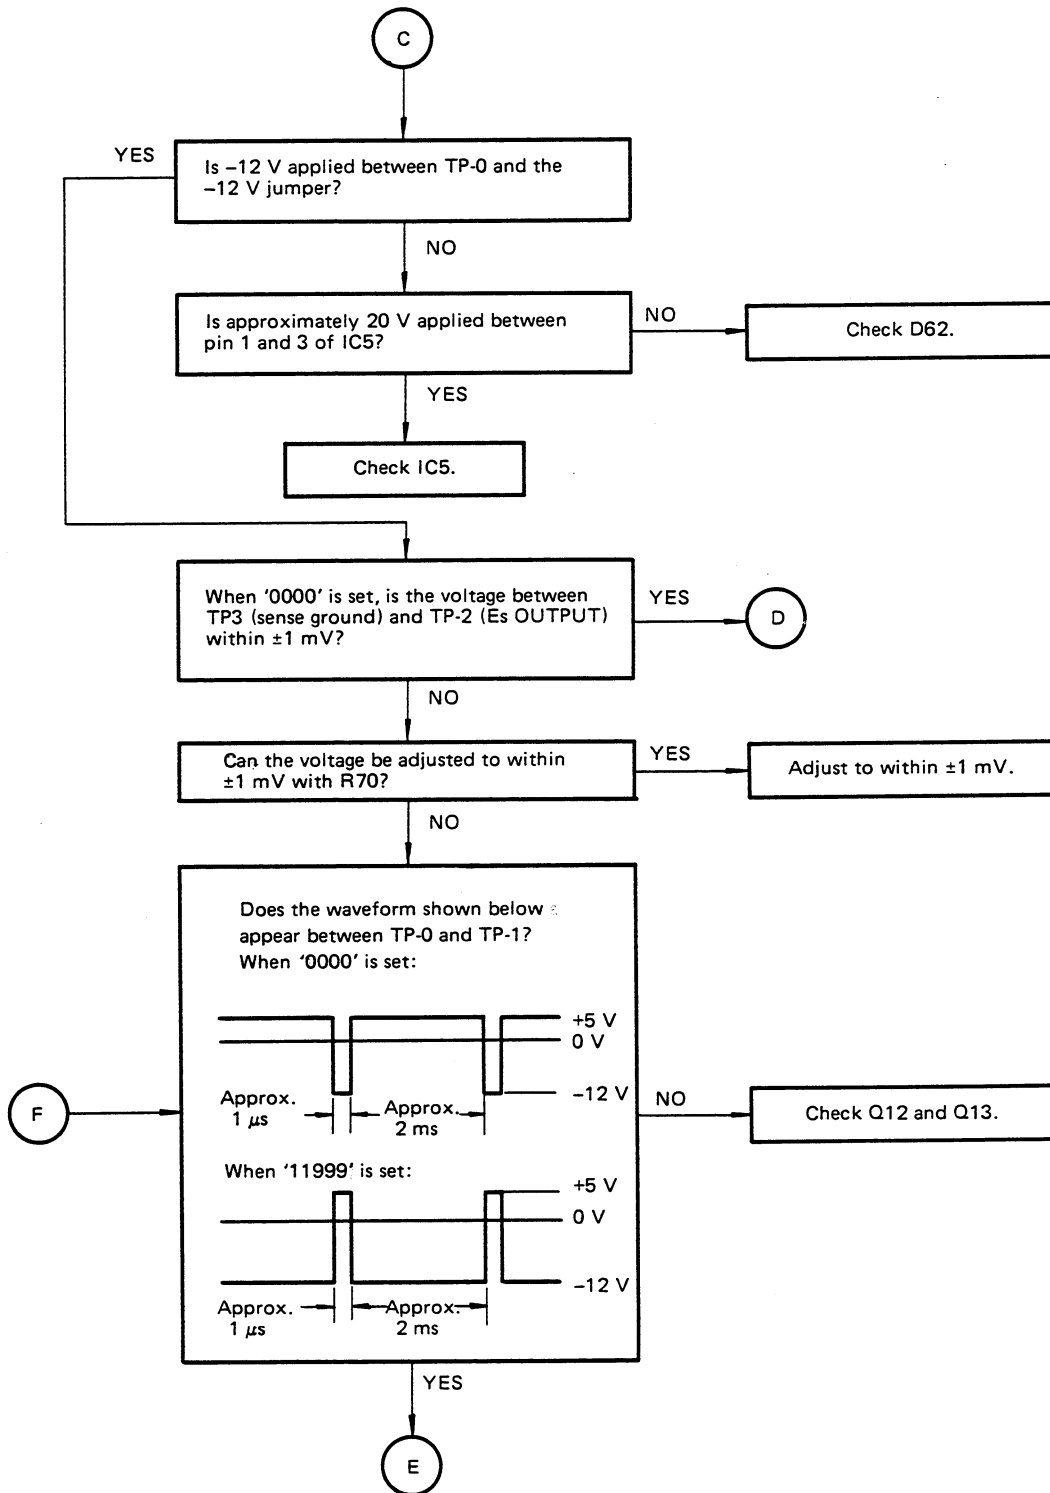 C
YES
Is –12 V applied between TP-0 and the
–12 V jumper?
NO
Is approximately 20 V applied between
pin 1 and 3 of IC5?
NO
Check D62.
YES
Check IC5.
When '0000' is set, is the voltage between
TP3 (sense ground) and TP-2 (Es OUTPUT)
within ±1 mV?
YES
D
NO
Can the voltage be adjusted to within
±1 mV with R70?
YES
Adjust to within ±1 mV.
NO
Does the waveform shown below
appear between TP-0 and TP-1?
When '0000' is set:
+5 V
0 V
–12 V
Approx.
1 μs
Approx.
2 ms
F
NO
Check Q12 and Q13.
When '11999' is set:
+5 V
0 V
–12 V
Approx.
1 μs
Approx.
2 ms
YES
E